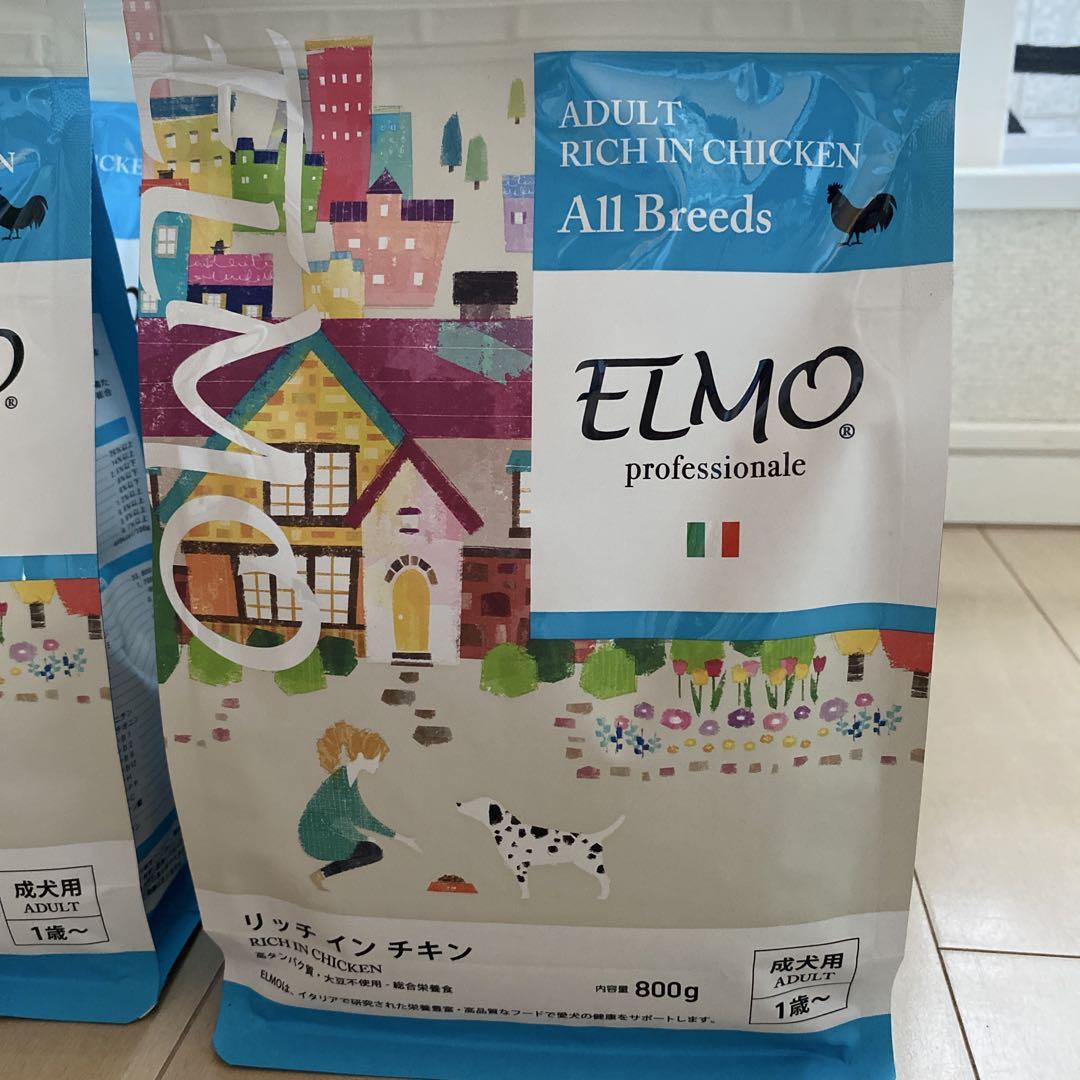 ADULT
RICH IN CHICKEN
All Breeds
ELMO®
professionale
ELMO
リッチ イン チキン
RICH IN CHICKEN
高タンパク質・大豆不使用 - 総合栄養食
ELMOは、イタリアで研究された栄養豊富・高品質なフードで愛犬の健康をサポートします。
内容量 800g
成犬用
ADULT
1歳〜
N
CHICKE
O®
成犬用
ADULT
1歳〜